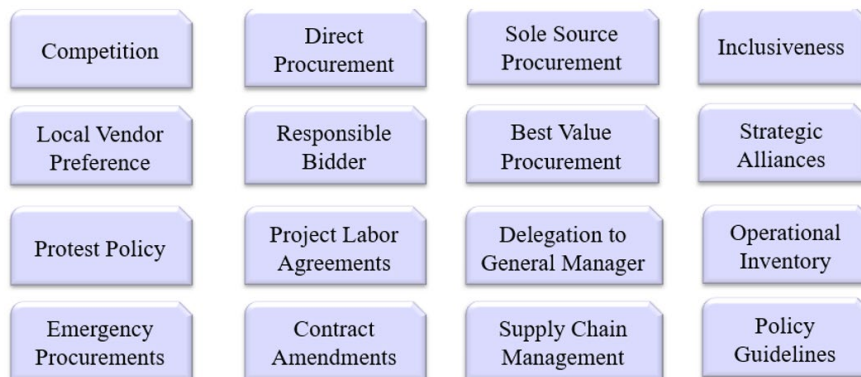 Competition
Direct
Procurement
Sole Source
Procurement
Inclusiveness
Local Vendor
Preference
Responsible
Bidder
Best Value
Procurement
Strategic
Alliances
Protest Policy
Project Labor
Agreements
Delegation to
General Manager
Operational
Inventory
Emergency
Procurements
Contract
Amendments
Supply Chain
Management
Policy
Guidelines